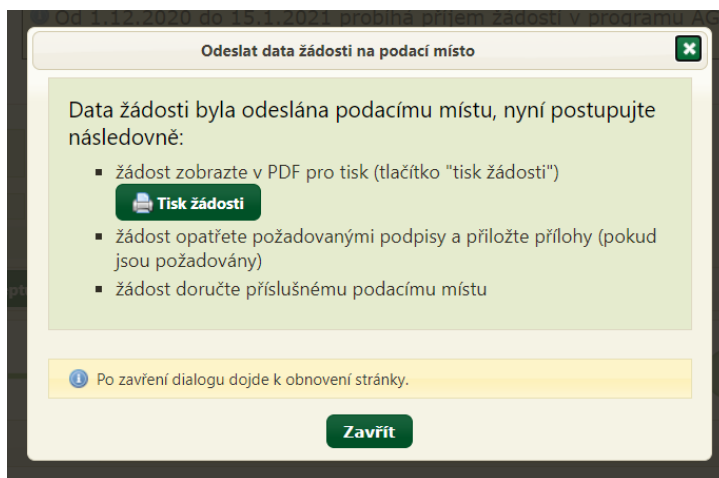 Od 1.12.2020 do 15.1.2021 probíhá příjem žádostí v programu AG
Odeslat data žádosti na podací místo
Data žádosti byla odeslána podacímu místu, nyní postupujte
následovně:
▪ žádost zobrazte v PDF pro tisk (tlačítko "tisk žádosti")
Tisk žádosti
▪ žádost opatřete požadovanými podpisy a přiložte přílohy (pokud
jsou požadovány)
▪ žádost doručte příslušnému podacímu místu
Po zavření dialogu dojde k obnovení stránky.
Zavřít